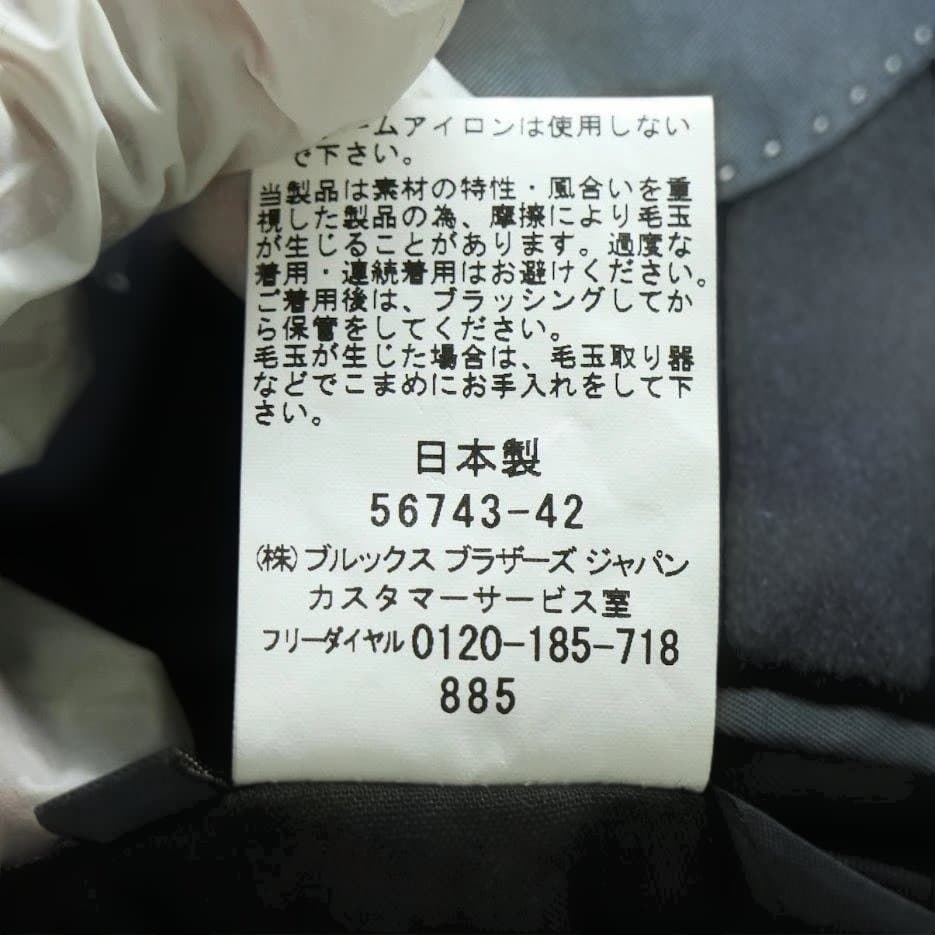 ームアイロンは使用しない
で下さい。
当製品は素材の特性・風合いを重
視した製品の為、摩擦により毛玉
が生じることがあります。過度な
着用・連続着用はお避けください。
ご着用後は、ブラッシングしてか
ら保管をしてください。
毛玉が生じた場合は、毛玉取り器
などでこまめにお手入れをして下
さい。
日本製
56743-42
(株)ブルックス ブラザーズ ジャパン
カスタマーサービス室
フリーダイヤル 0120-185-718
885